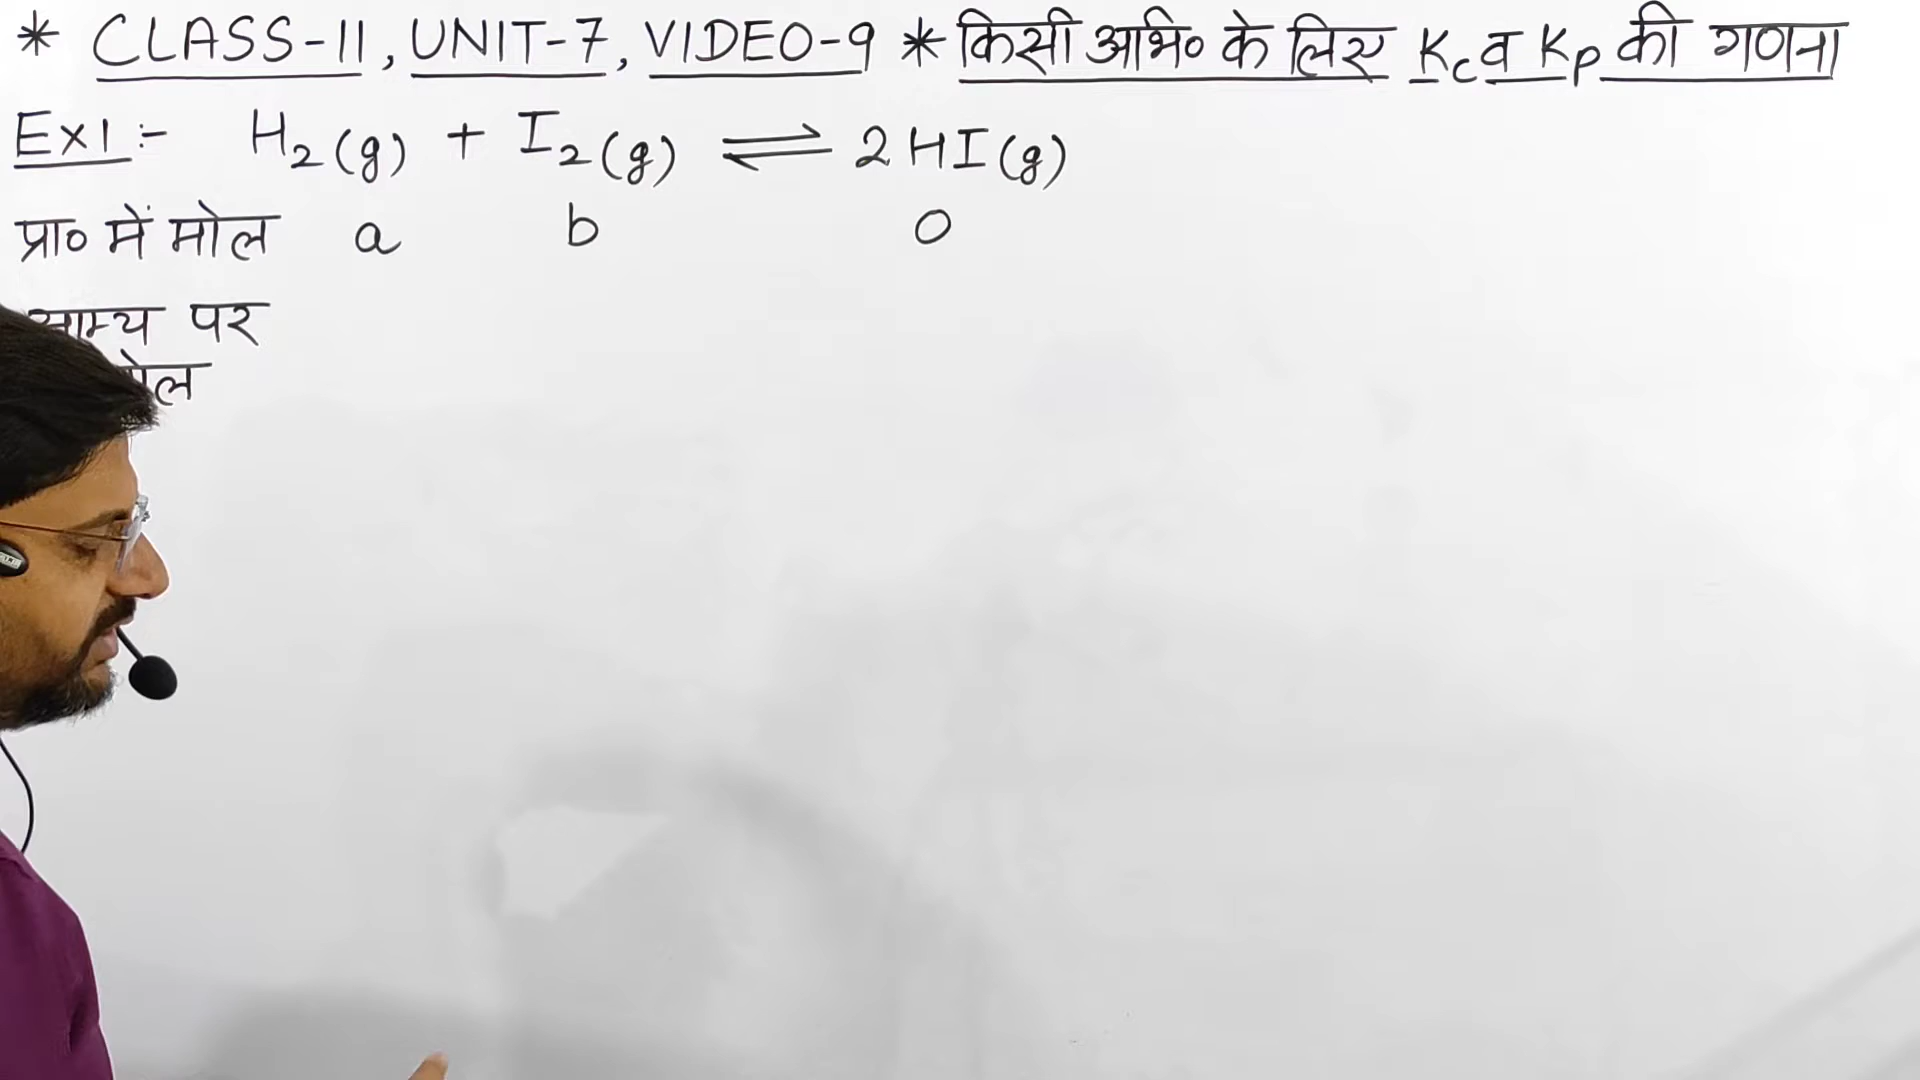 * CLASS-11, UNIT-7, VIDEO-9 * किसी अभि० के लिए Kc व Kp की गणना
Ex1:- H₂(g) + I₂(g) ⇌ 2HI(g)
प्रा० में मोल a b 0
साम्य पर